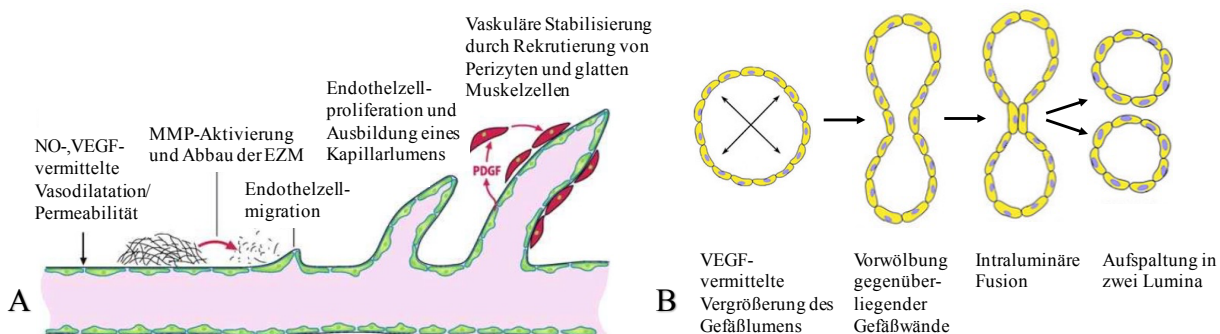 NO-,VEGF-
vermittelte
Vasodilatation/
Permeabilität
MMP-Aktivierung
und Abbau der EZM
Endothelzell-
migration
Endothelzell-
proliferation und
Ausbildung eines
Kapillarlumens
Vaskuläre Stabilisierung
durch Rekrutierung von
Perizyten und glatten
Muskelzellen
PDGF
A
B
VEGF-
vermittelte
Vergrößerung des
Gefäßlumens
Vorwölbung
gegenüber-
liegender
Gefäßwände
Intraluminäre
Fusion
Aufspaltung in
zwei Lumina